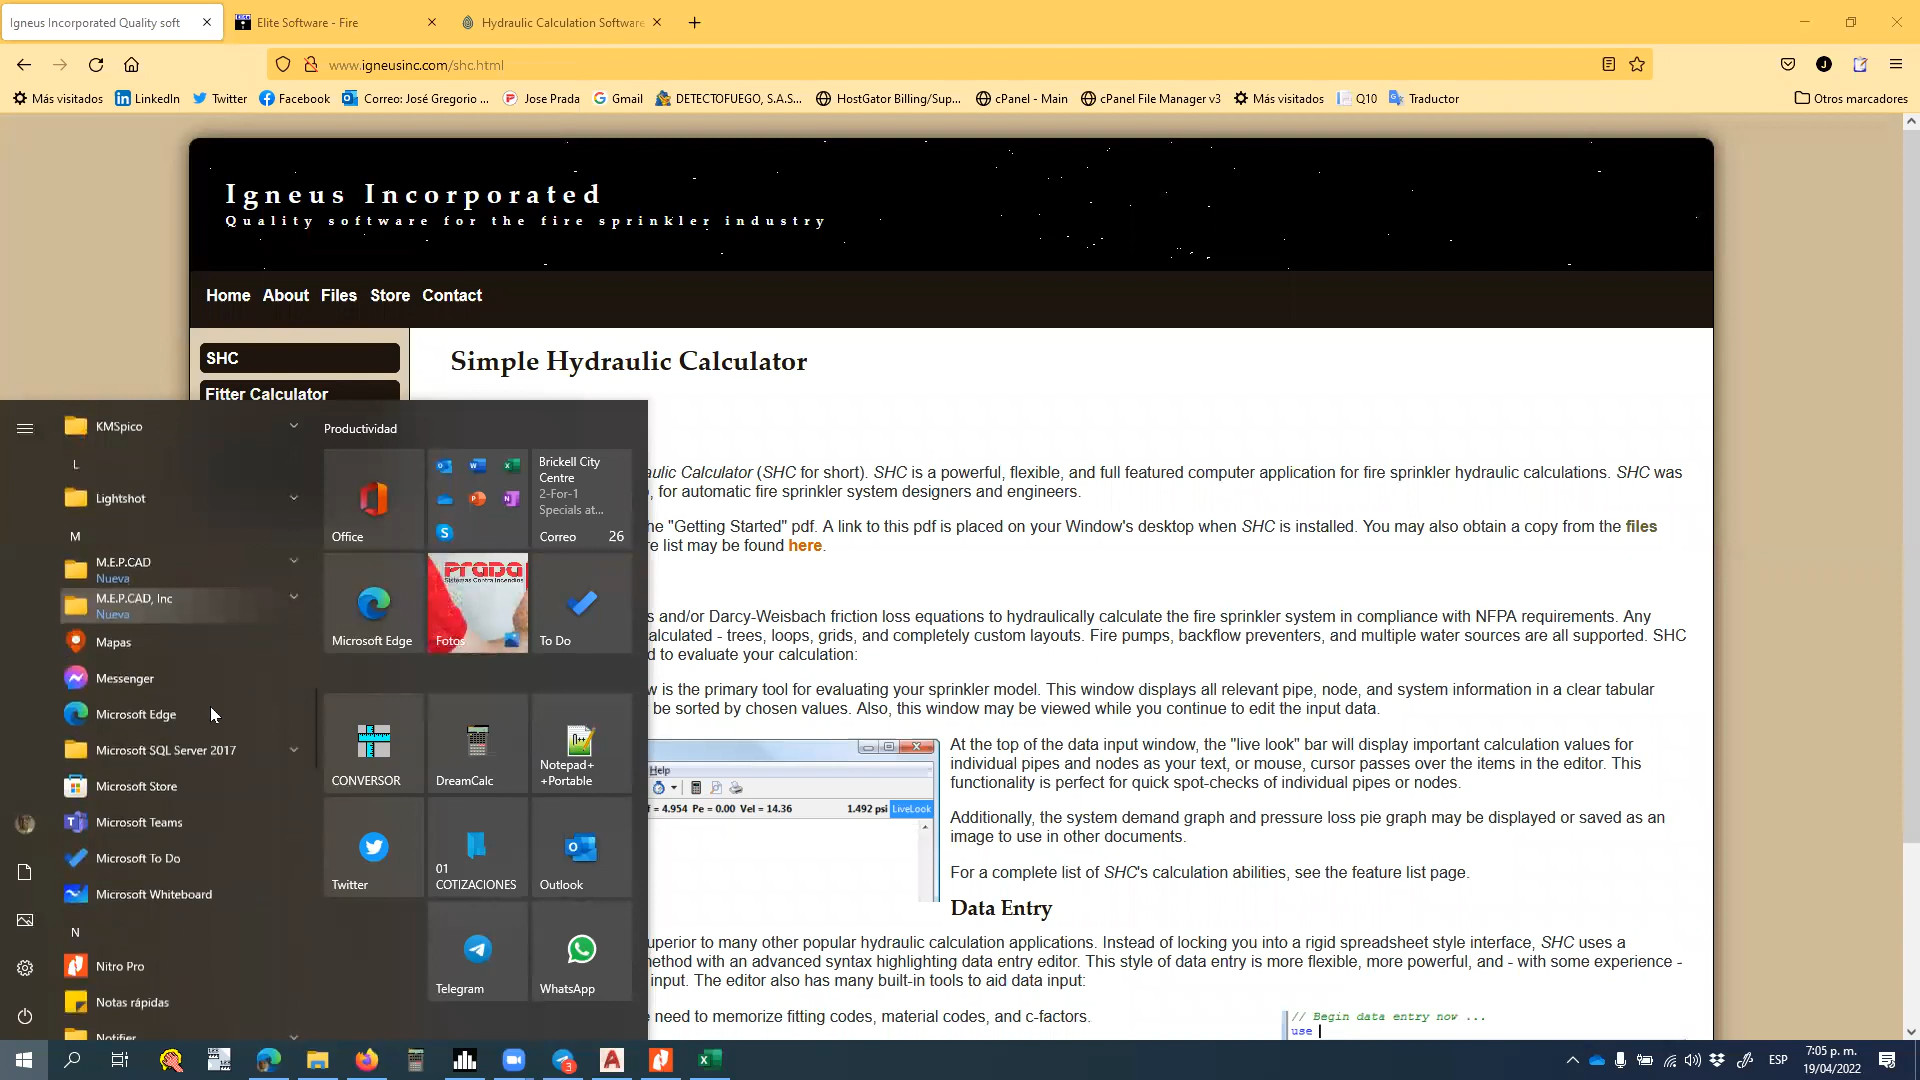 Igneus Incorporated Quality soft
Elite Software - Fire
Hydraulic Calculation Software
www.igneusinc.com/shc.html
Más visitados
LinkedIn
Twitter
Facebook
Correo: José Gregorio ...
Jose Prada
Gmail
DETECTOFUEGO, S.A.S...
HostGator Billing/Sup...
cPanel - Main
cPanel File Manager v3
Más visitados
Q10
Traductor
Otros marcadores
Igneus Incorporated
Quality software for the fire sprinkler industry
Home About Files Store Contact
SHC
Fitter Calculator
Simple Hydraulic Calculator
aulic Calculator (SHC for short). SHC is a powerful, flexible, and full featured computer application for fire sprinkler hydraulic calculations. SHC was
, for automatic fire sprinkler system designers and engineers.
he "Getting Started" pdf. A link to this pdf is placed on your Window's desktop when SHC is installed. You may also obtain a copy from the files
re list may be found here.
s and/or Darcy-Weisbach friction loss equations to hydraulically calculate the fire sprinkler system in compliance with NFPA requirements. Any
alculated - trees, loops, grids, and completely custom layouts. Fire pumps, backflow preventers, and multiple water sources are all supported. SHC
d to evaluate your calculation:
w is the primary tool for evaluating your sprinkler model. This window displays all relevant pipe, node, and system information in a clear tabular
be sorted by chosen values. Also, this window may be viewed while you continue to edit the input data.
Help
f = 4.954 Pe = 0.00 Vel = 14.36 1.492 psi LiveLook
At the top of the data input window, the "live look" bar will display important calculation values for
individual pipes and nodes as your text, or mouse, cursor passes over the items in the editor. This
functionality is perfect for quick spot-checks of individual pipes or nodes.
Additionally, the system demand graph and pressure loss pie graph may be displayed or saved as an
image to use in other documents.
For a complete list of SHC's calculation abilities, see the feature list page.
Data Entry
uperior to many other popular hydraulic calculation applications. Instead of locking you into a rigid spreadsheet style interface, SHC uses a
ethod with an advanced syntax highlighting data entry editor. This style of data entry is more flexible, more powerful, and - with some experience -
input. The editor also has many built-in tools to aid data input:
need to memorize fitting codes, material codes, and c-factors.
// Begin data entry now ...
use
KMSpico
L
Lightshot
M
M.E.P.CAD
Nueva
M.E.P.CAD, Inc
Nueva
Mapas
Messenger
Microsoft Edge
Microsoft SQL Server 2017
Microsoft Store
Microsoft Teams
Microsoft To Do
Microsoft Whiteboard
N
Nitro Pro
Notas rápidas
Notifier
Productividad
Office
Brickell City
Centre
2-For-1
Specials at...
Correo 26
Microsoft Edge
PRADA
Sistemas Contra Incendios
Fotos
To Do
CONVERSOR
DreamCalc
Notepad+
+Portable
Twitter
01
COTIZACIONES
Outlook
Telegram
WhatsApp
3
ESP
7:05 p. m.
19/04/2022